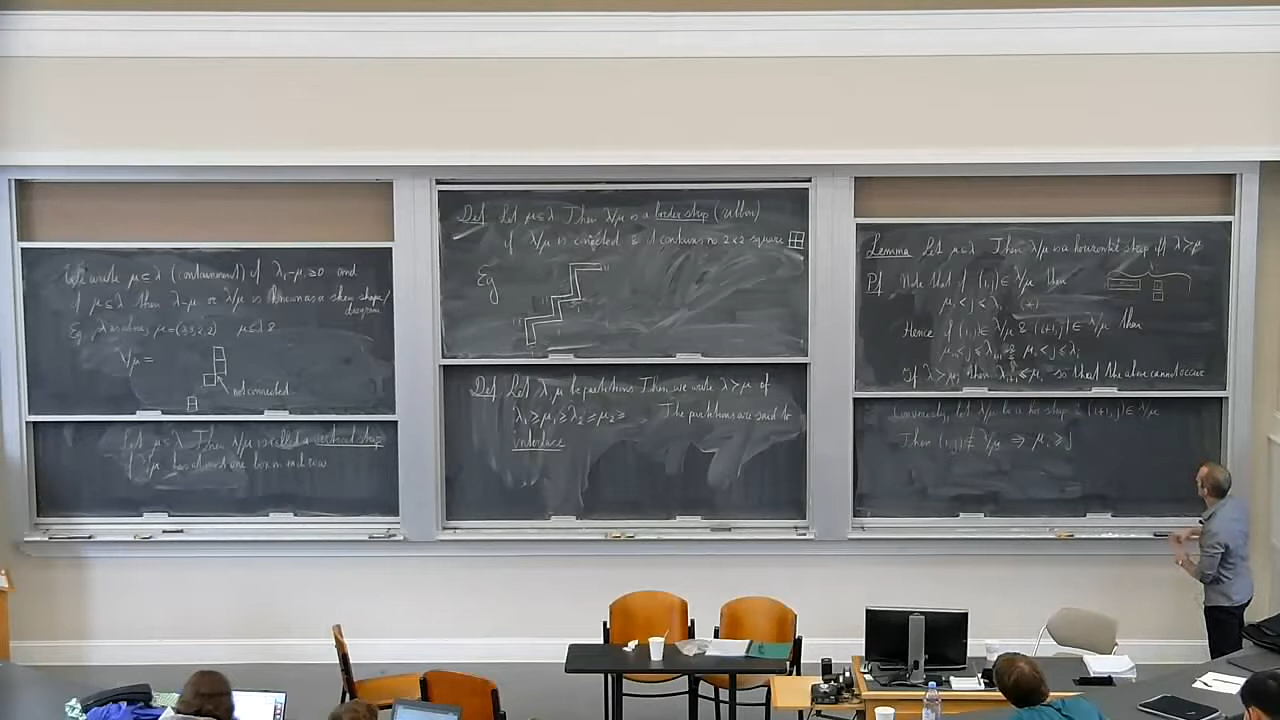 We write μ⊆λ (containment) if λᵢ-μᵢ≥0 and
if μ⊆λ then λ-μ or λ/μ is known as a skew shape/
diagram
Eg λ as above, μ=(3,3,2,2) μ⊆λ &
λ/μ =
not connected
Let μ⊆λ Then λ/μ is called a vertical strip
if λ/μ has at most one box in each row
Def Let μ⊆λ Then λ/μ is a border strip (ribbon)
if λ/μ is connected & it contains no 2×2 square
Eg
Def Let λ, μ be partitions Then we write λ≻μ if
λ₁≥μ₁≥λ₂≥μ₂≥ The partitions are said to
interlace
Lemma Let μ⊆λ Then λ/μ is a horizontal strip iff λ≻μ
Pf Note that if (i,j)∈λ/μ then
μᵢ<j≤λᵢ (+)
Hence if (i,j)∈λ/μ & (i+1,j)∈λ/μ then
μᵢ₊₁<j≤λᵢ₊₁ & μᵢ<j≤λᵢ
If λ≻μ, then λᵢ₊₁≤μᵢ so that the above cannot occur
Conversely, let λ/μ be a hor strip & (i+1,j)∈λ/μ
Then (i,j)∉λ/μ ⇒ μᵢ≥j